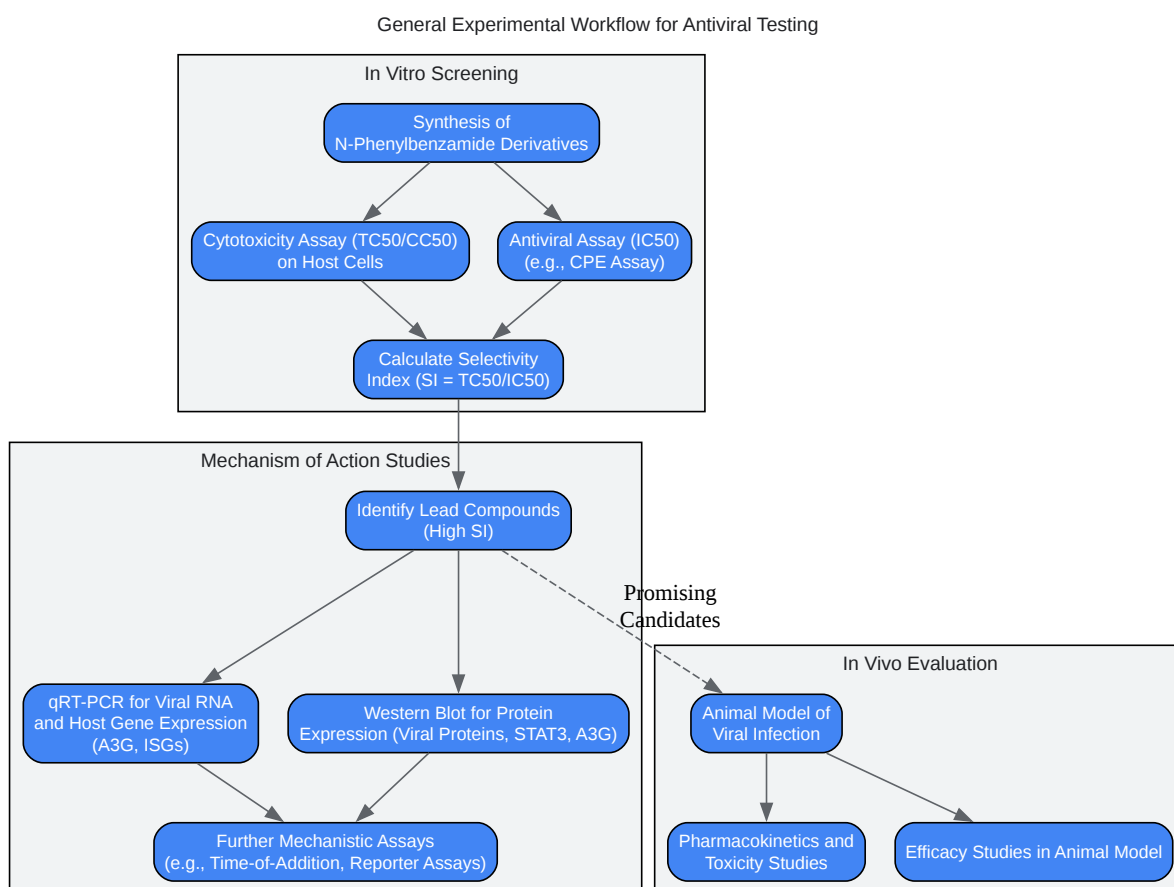 General Experimental Workflow for Antiviral Testing
In Vitro Screening
Synthesis of
N-Phenylbenzamide Derivatives
Cytotoxicity Assay (TC50/CC50)
on Host Cells
Antiviral Assay (IC50)
(e.g., CPE Assay)
Calculate Selectivity
Index (SI = TC50/IC50)
Mechanism of Action Studies
Identify Lead Compounds
(High SI)
Promising
Candidates
qRT-PCR for Viral RNA
and Host Gene Expression
(A3G, ISGs)
Western Blot for Protein
Expression (Viral Proteins, STAT3, A3G)
Further Mechanistic Assays
(e.g., Time-of-Addition, Reporter Assays)
In Vivo Evaluation
Animal Model of
Viral Infection
Pharmacokinetics and
Toxicity Studies
Efficacy Studies in Animal Model